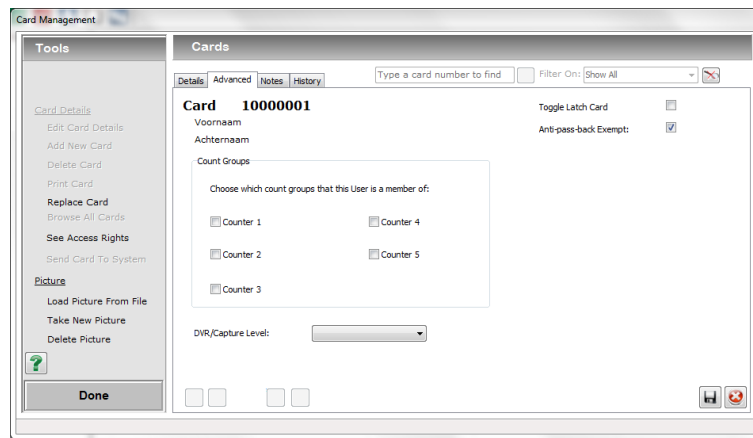 Card Management
Tools
Cards
Details Advanced Notes History
Type a card number to find
Filter On: Show All
Card Details
Edit Card Details
Add New Card
Delete Card
Print Card
Replace Card
Browse All Cards
See Access Rights
Send Card To System
Picture
Load Picture From File
Take New Picture
Delete Picture
?
Done
Card 10000001
Voornaam
Achternaam
Toggle Latch Card
Anti-pass-back Exempt:
Count Groups
Choose which count groups that this User is a member of:
Counter 1
Counter 4
Counter 2
Counter 5
Counter 3
DVR/Capture Level: